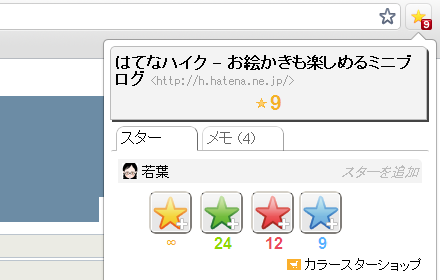 9
はてなハイク – お絵かきも楽しめるミニブ
ログ <http://h.hatena.ne.jp/>
9
スター メモ (4)
若葉 スターを追加
∞ 24 12 9
カラースターショップ